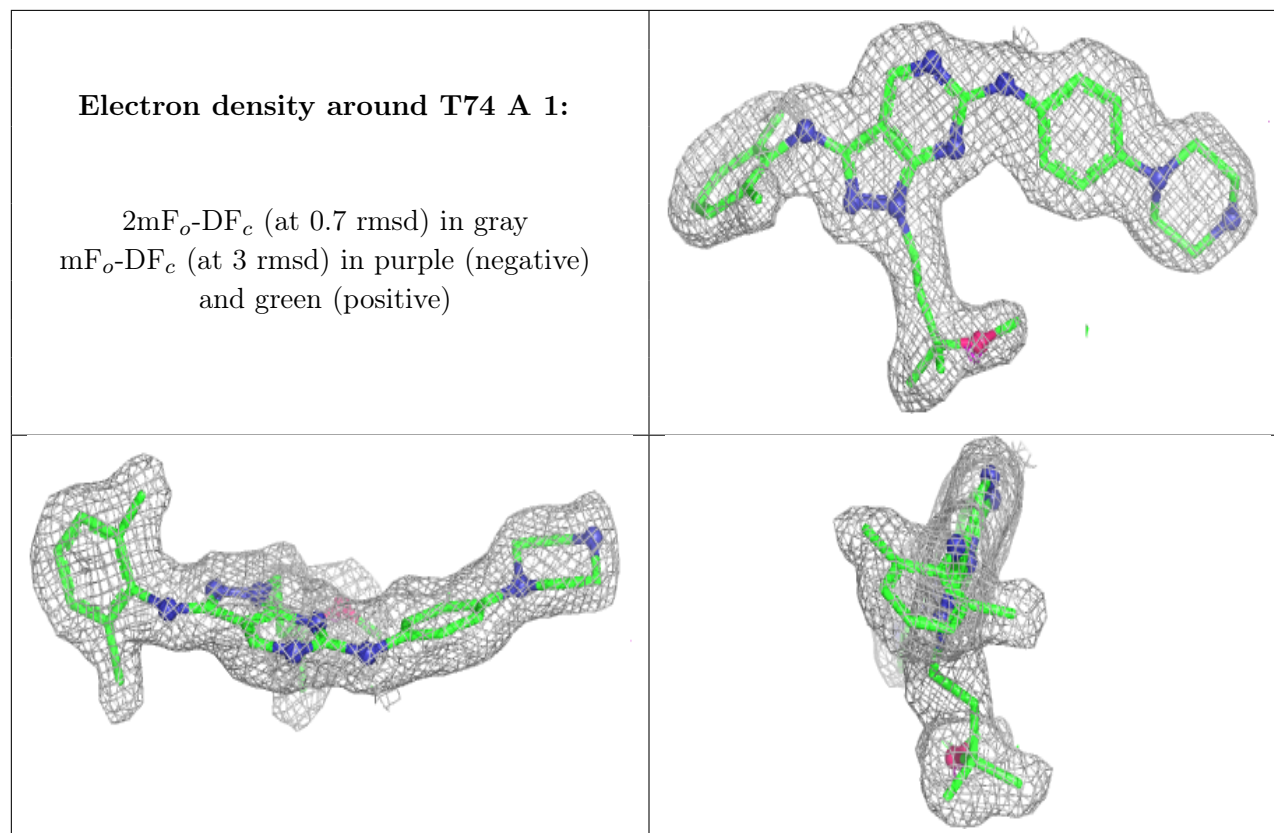 Electron density around T74 A 1:
2mFₒ-DF𝒸 (at 0.7 rmsd) in gray
mFₒ-DF𝒸 (at 3 rmsd) in purple (negative)
and green (positive)